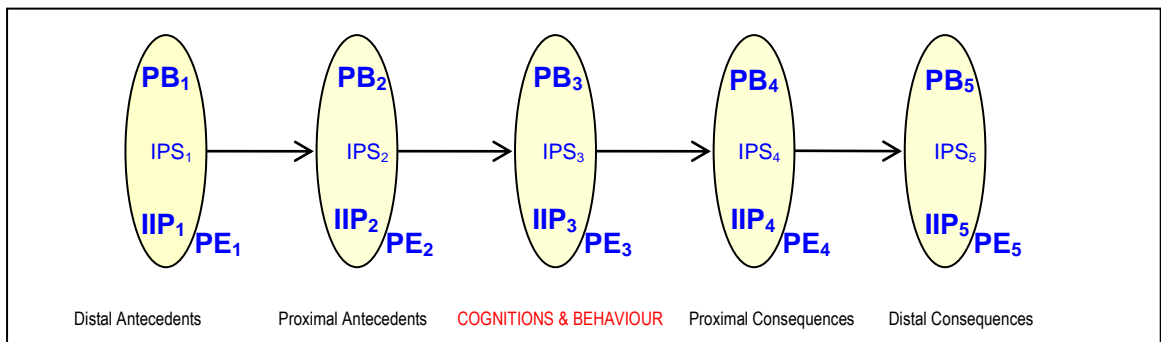 PB₁ PB₂ PB₃ PB₄ PB₅
IPS₁ IPS₂ IPS₃ IPS₄ IPS₅
IIP₁ IIP₂ IIP₃ IIP₄ IIP₅
PE₁ PE₂ PE₃ PE₄ PE₅
Distal Antecedents Proximal Antecedents COGNITIONS & BEHAVIOUR Proximal Consequences Distal Consequences